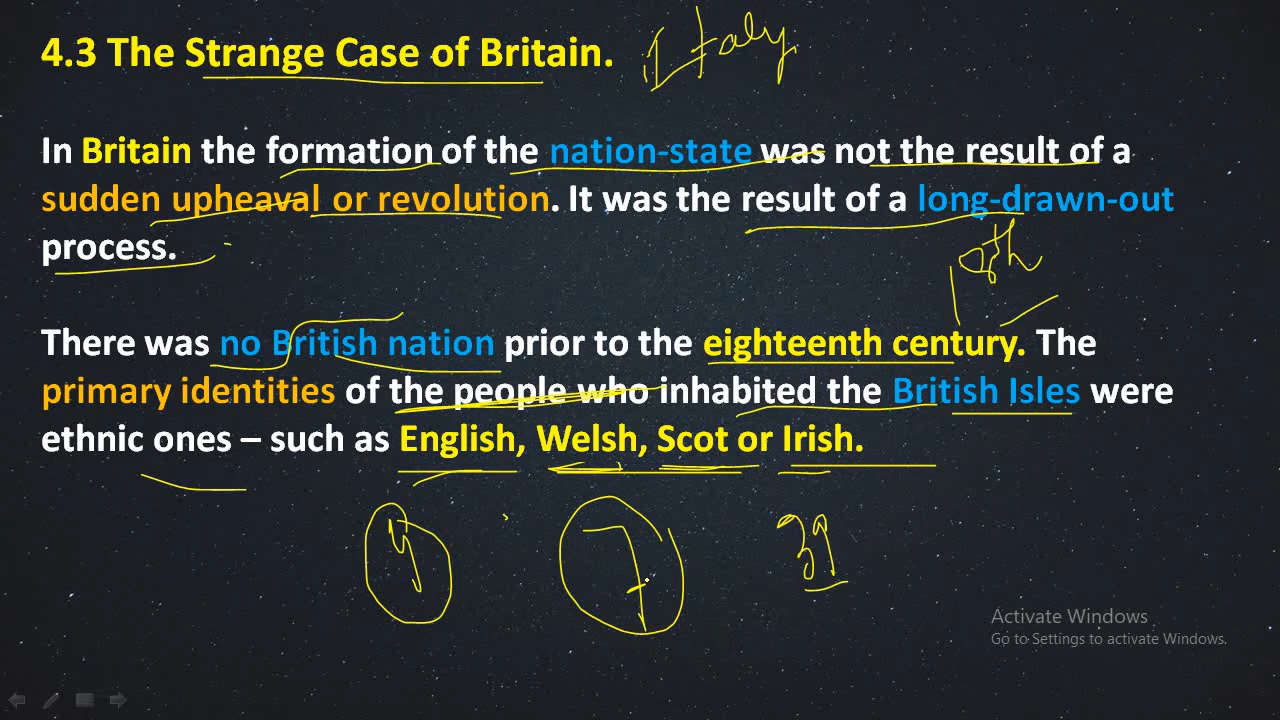 4.3 The Strange Case of Britain. Italy
In Britain the formation of the nation-state was not the result of a
sudden upheaval or revolution. It was the result of a long-drawn-out
process.
There was no British nation prior to the eighteenth century. The
primary identities of the people who inhabited the British Isles were
ethnic ones – such as English, Welsh, Scot or Irish.
7
39
Activate Windows
Go to Settings to activate Windows.